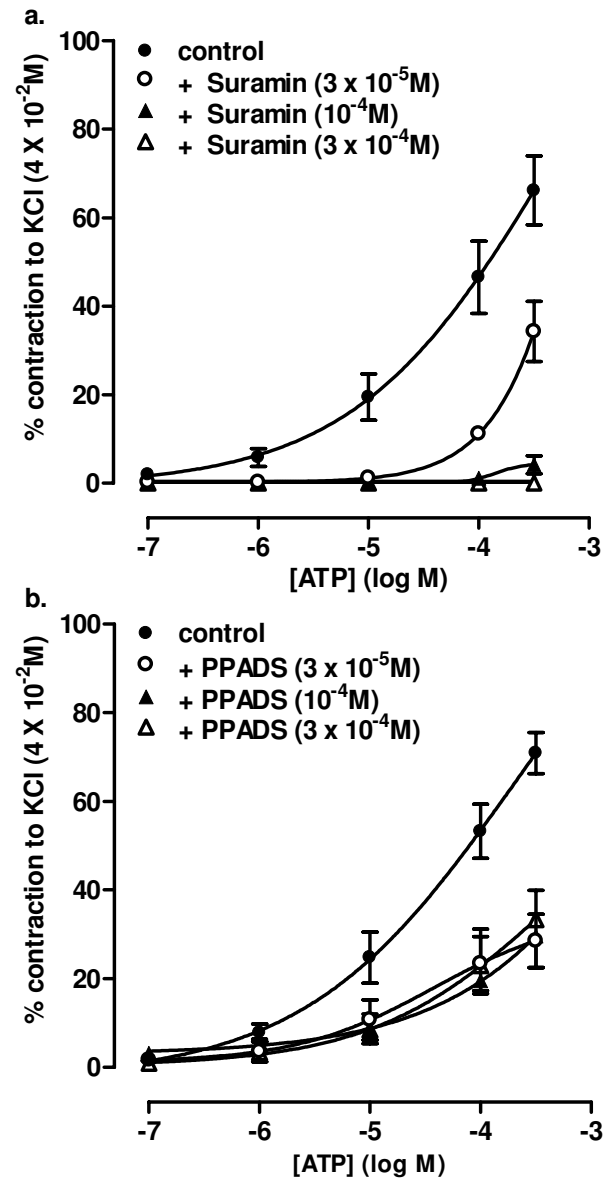 a.
% contraction to KCl (4 X 10⁻²M)
100
80
60
40
20
0
control
+ Suramin (3 x 10⁻⁵M)
+ Suramin (10⁻⁴M)
+ Suramin (3 x 10⁻⁴M)
-7 -6 -5 -4 -3
[ATP] (log M)
b.
% contraction to KCl (4 X 10⁻²M)
100
80
60
40
20
0
control
+ PPADS (3 x 10⁻⁵M)
+ PPADS (10⁻⁴M)
+ PPADS (3 x 10⁻⁴M)
-7 -6 -5 -4 -3
[ATP] (log M)